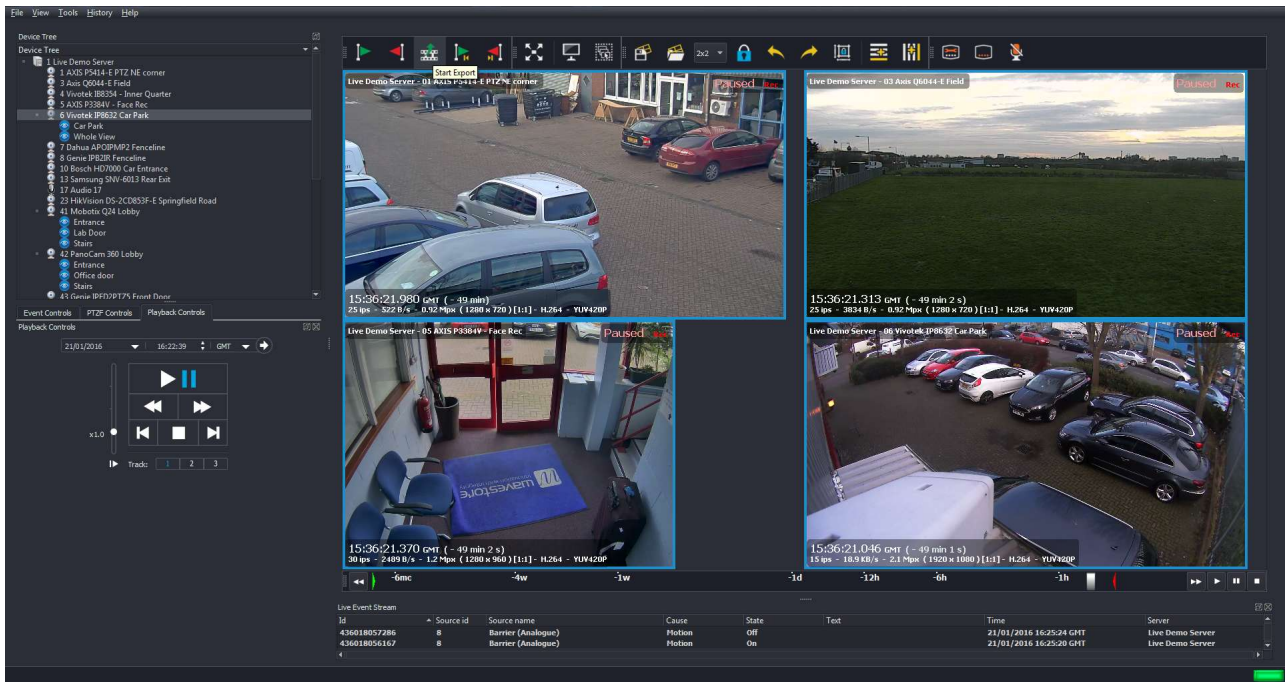 File View Tools History Help
Device Tree
Device Tree
1 Live Demo Server
1 AXIS P5414-E PTZ NE corner
3 Axis Q6044-E Field
4 Vivotek IB8354 - Inner Quarter
5 AXIS P3384V - Face Rec
6 Vivotek IP8632 Car Park
Car Park
Whole View
7 Dahua APOIPMP2 Fenceline
8 Genie IPB2IR Fenceline
10 Bosch HD7000 Car Entrance
13 Samsung SNV-6013 Rear Exit
17 Audio 17
23 HikVision DS-2CD853F-E Springfield Road
41 Mobotix Q24 Lobby
Entrance
Lab Door
Stairs
42 PanoCam 360 Lobby
Entrance
Office door
Stairs
43 Genie IPFD2PTZ5 Front Door
Event Controls PTZF Controls Playback Controls
Playback Controls
21/01/2016 16:22:39 GMT
x1.0
Track: 1 2 3
2x2
Start Export
Live Demo Server - 01 AXIS P5414-E PTZ NE corner Paused Rec
15:36:21.980 GMT ( - 49 min)
25 ips - 522 B/s - 0.92 Mpx ( 1280 x 720 ) [1:1] - H.264 - YUV420P
Live Demo Server - 03 Axis Q6044-E Field Paused Rec
15:36:21.313 GMT ( - 49 min 2 s)
25 ips - 3834 B/s - 0.92 Mpx ( 1280 x 720 ) [1:1] - H.264 - YUV420P
Live Demo Server - 05 AXIS P3384V - Face Rec Paused Rec
wavestore
15:36:21.370 GMT ( - 49 min 2 s)
30 ips - 2489 B/s - 1.2 Mpx ( 1280 x 960 ) [1:1] - H.264 - YUV420P
Live Demo Server - 06 Vivotek IP8632 Car Park Paused Rec
15:36:21.046 GMT ( - 49 min 1 s)
15 ips - 18.9 KB/s - 2.1 Mpx ( 1920 x 1080 ) [1:1] - H.264 - YUV420P
-6mc -4w -1w -1d -12h -6h -1h
Live Event Stream
Id Source id Source name Cause State Text Time Server
436018057286 8 Barrier (Analogue) Motion Off 21/01/2016 16:25:24 GMT Live Demo Server
436018056167 8 Barrier (Analogue) Motion On 21/01/2016 16:25:20 GMT Live Demo Server